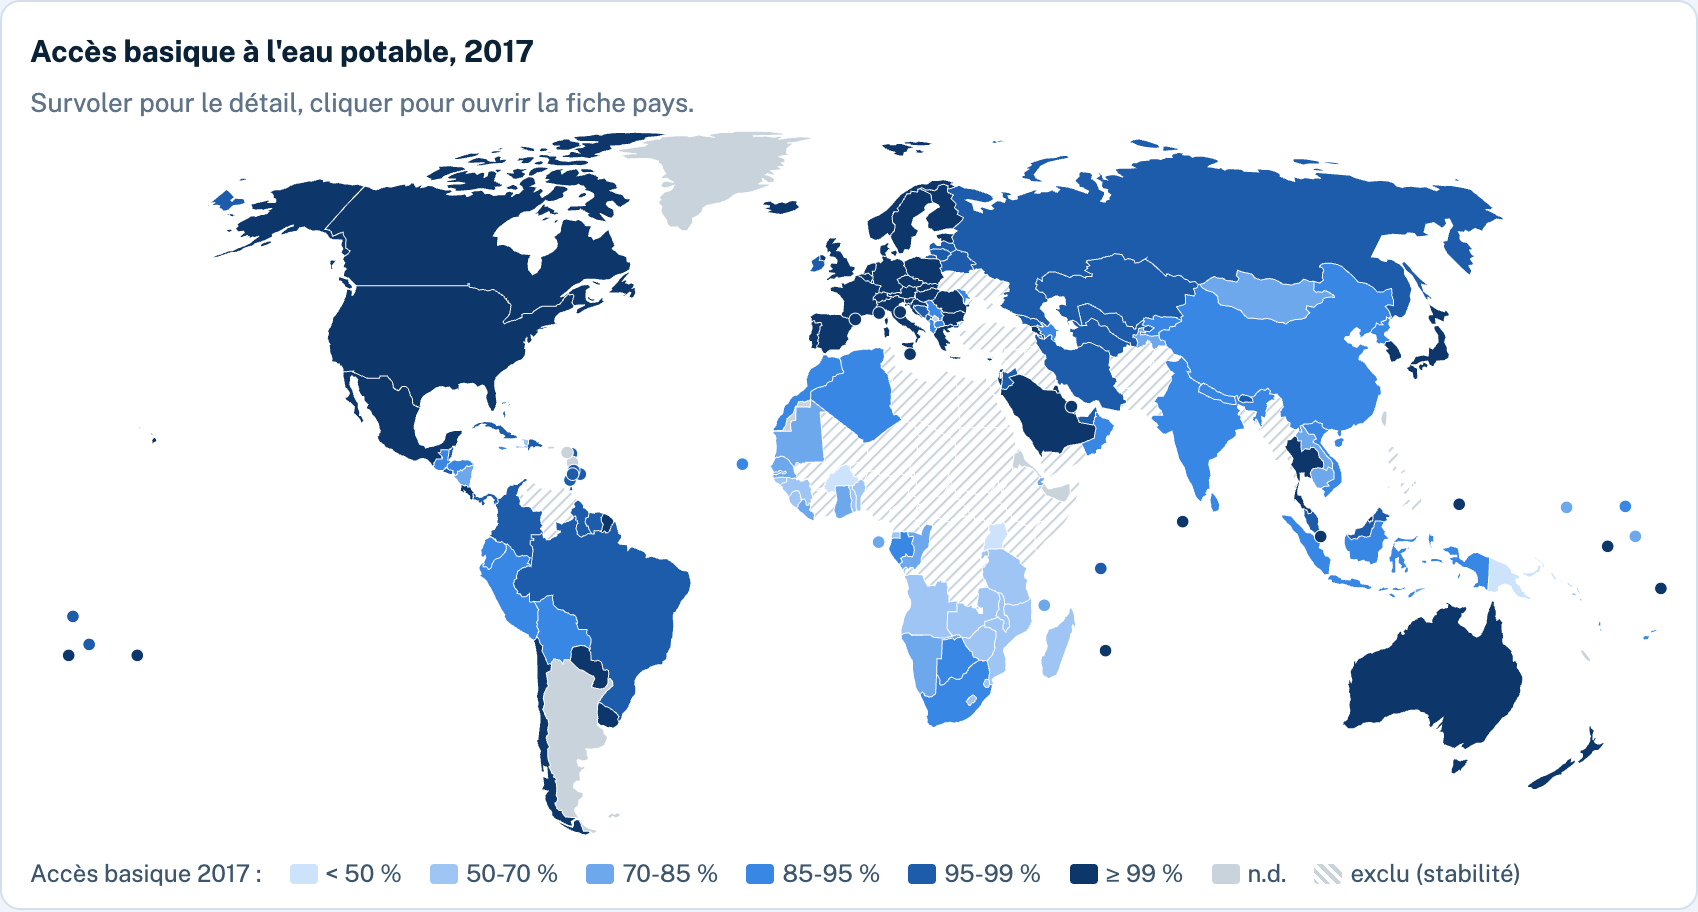 Accès basique à l'eau potable, 2017
Survoler pour le détail, cliquer pour ouvrir la fiche pays.
Accès basique 2017 : < 50 % 50-70 % 70-85 % 85-95 % 95-99 % ≥ 99 % n.d. exclu (stabilité)